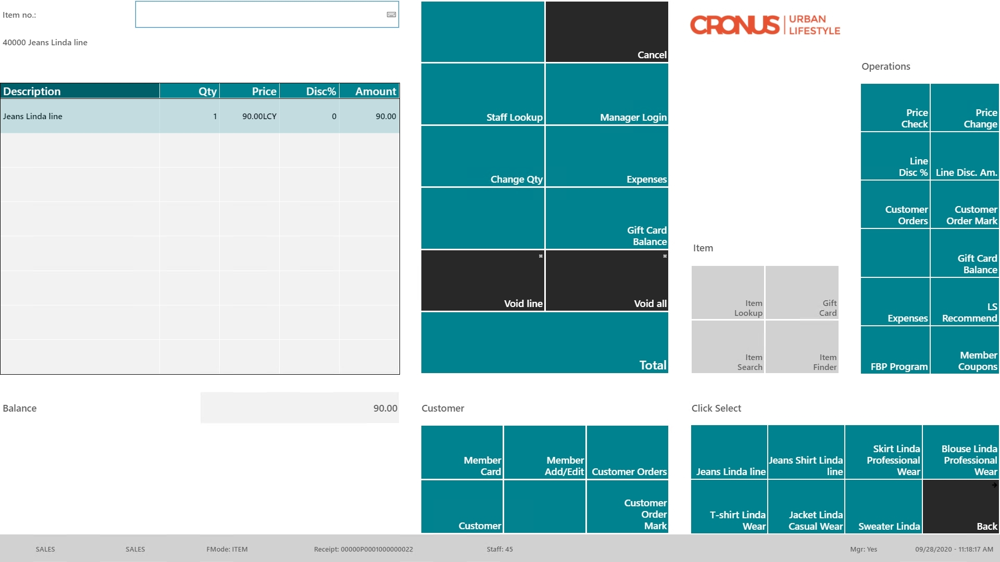 Item no.:
40000 Jeans Linda line
Description Qty Price Disc% Amount
Jeans Linda line 1 90.00LCY 0 90.00
Balance 90.00
Cancel
Staff Lookup
Manager Login
Change Qty
Expenses
Gift Card
Balance
Void line
Void all
Total
Customer
Member
Card
Member
Add/Edit
Customer Orders
Customer
Customer
Order
Mark
CRONUS
URBAN
LIFESTYLE
Item
Item
Lookup
Gift
Card
Item
Search
Item
Finder
Operations
Price
Check
Price
Change
Line
Disc %
Line Disc. Am.
Customer
Orders
Customer
Order Mark
Gift Card
Balance
Expenses
LS
Recommend
FBP Program
Member
Coupons
Click Select
Jeans Linda line
Jeans Shirt Linda
line
Skirt Linda
Professional
Wear
Blouse Linda
Professional
Wear
T-shirt Linda
Wear
Jacket Linda
Casual Wear
Sweater Linda
Back
SALES SALES FMode: ITEM Receipt: 00000P0001000000022 Staff: 45 Mgr: Yes 09/28/2020 - 11:18:17 AM